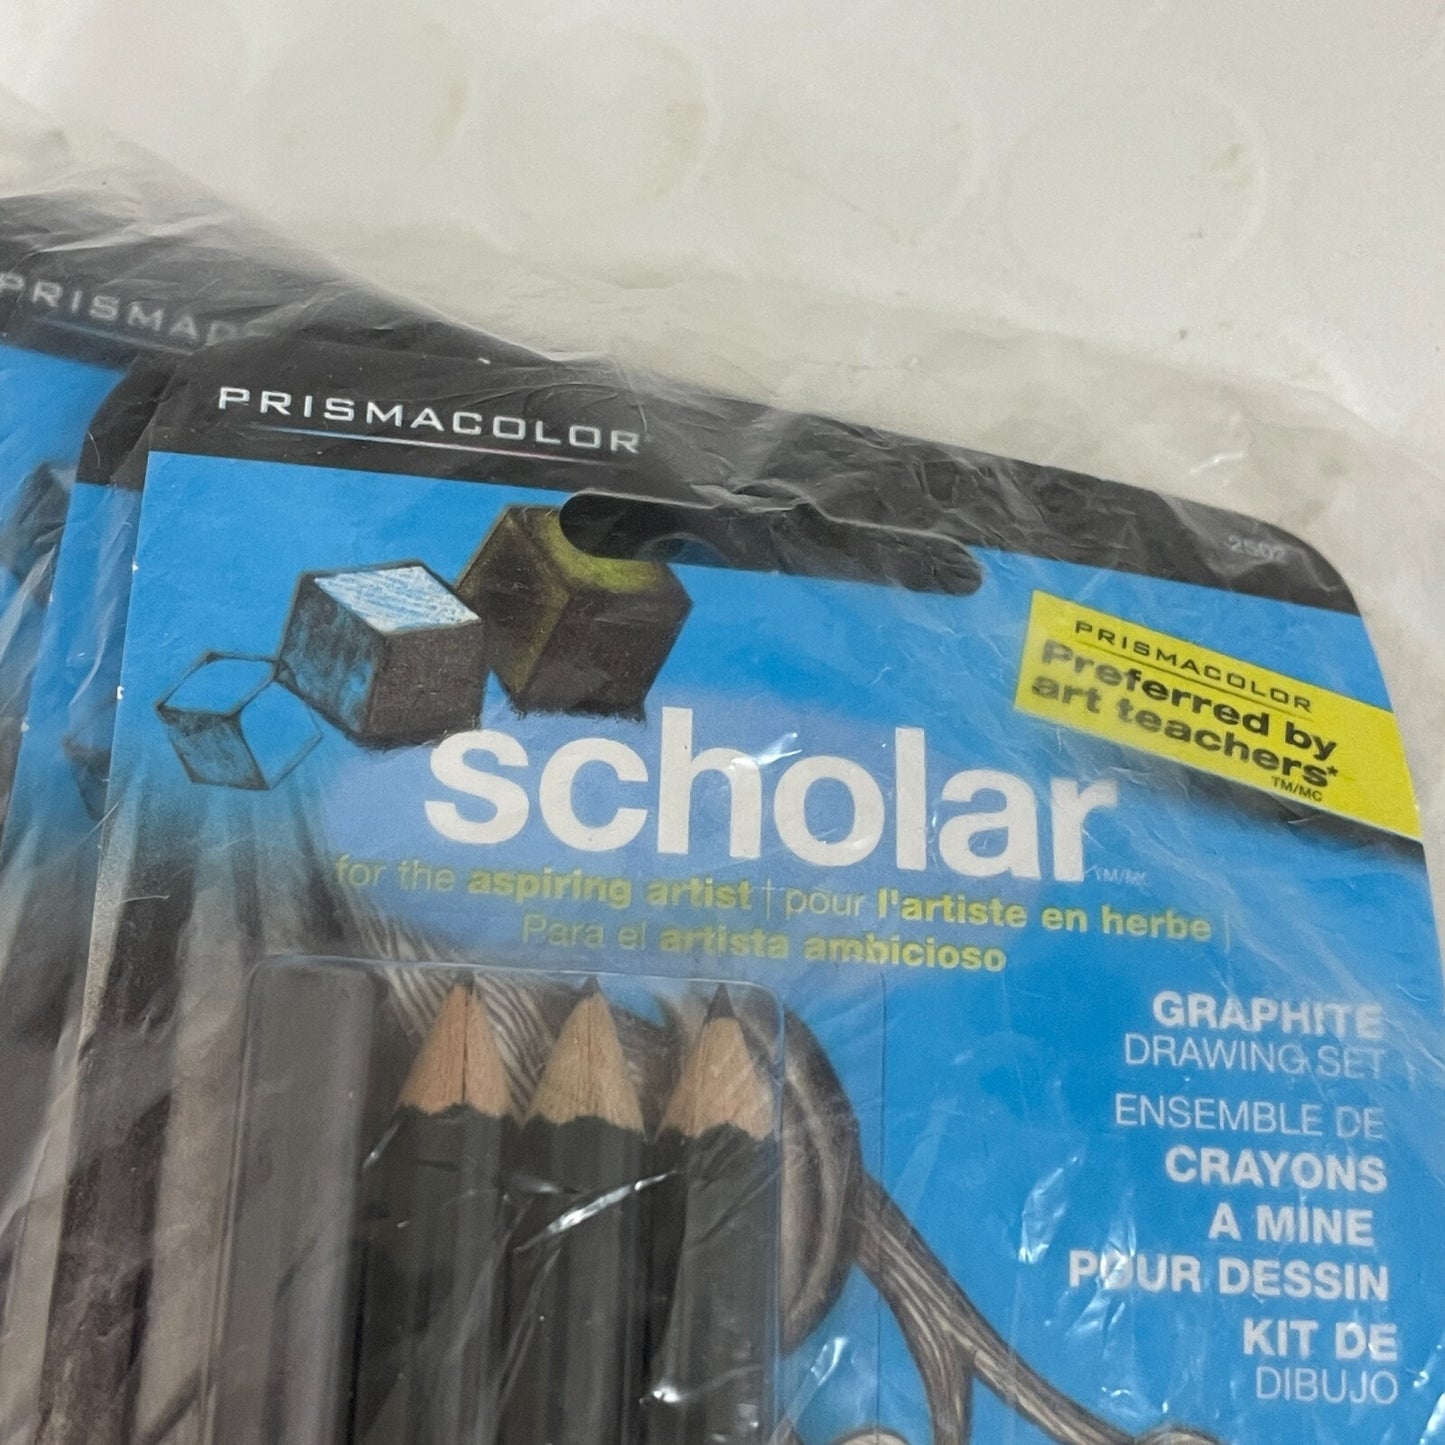 PRISMAC
PRISMACOLOR
2502
PRISMACOLOR
Preferred by
art teachers*
TM/MC
scholar
TM/MC
for the aspiring artist | pour l'artiste en herbe |
Para el artista ambicioso
GRAPHITE
DRAWING SET
ENSEMBLE DE
CRAYONS
A MINE
POUR DESSIN
KIT DE
DIBUJO